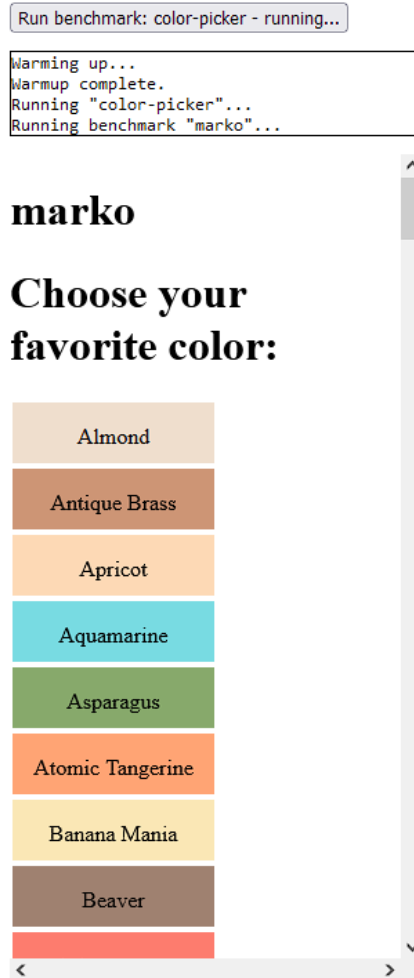 Run benchmark: color-picker - running...
Warming up...
Warmup complete.
Running "color-picker"...
Running benchmark "marko"...
marko
Choose your
favorite color:
Almond
Antique Brass
Apricot
Aquamarine
Asparagus
Atomic Tangerine
Banana Mania
Beaver